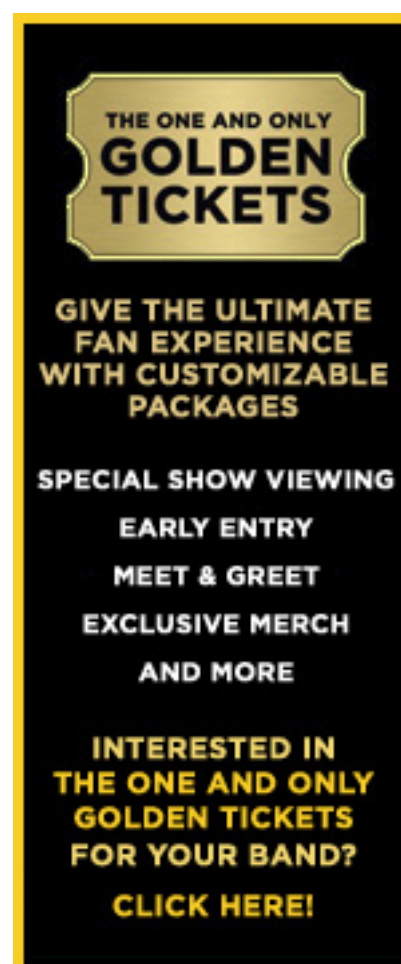 THE ONE AND ONLY
GOLDEN
TICKETS
GIVE THE ULTIMATE
FAN EXPERIENCE
WITH CUSTOMIZABLE
PACKAGES
SPECIAL SHOW VIEWING
EARLY ENTRY
MEET & GREET
EXCLUSIVE MERCH
AND MORE
INTERESTED IN
THE ONE AND ONLY
GOLDEN TICKETS
FOR YOUR BAND?
CLICK HERE!